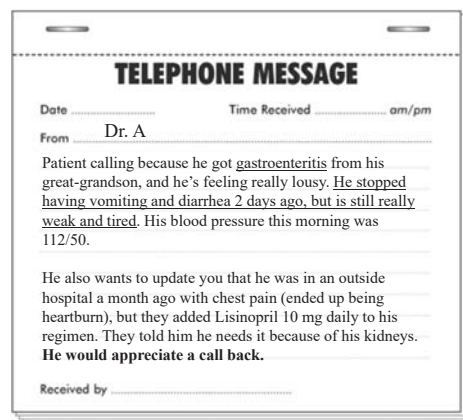 TELEPHONE MESSAGE
Date Time Received am/pm
From Dr. A
Patient calling because he got gastroenteritis from his
great-grandson, and he's feeling really lousy. He stopped
having vomiting and diarrhea 2 days ago, but is still really
weak and tired. His blood pressure this morning was
112/50.
He also wants to update you that he was in an outside
hospital a month ago with chest pain (ended up being
heartburn), but they added Lisinopril 10 mg daily to his
regimen. They told him he needs it because of his kidneys.
He would appreciate a call back.
Received by